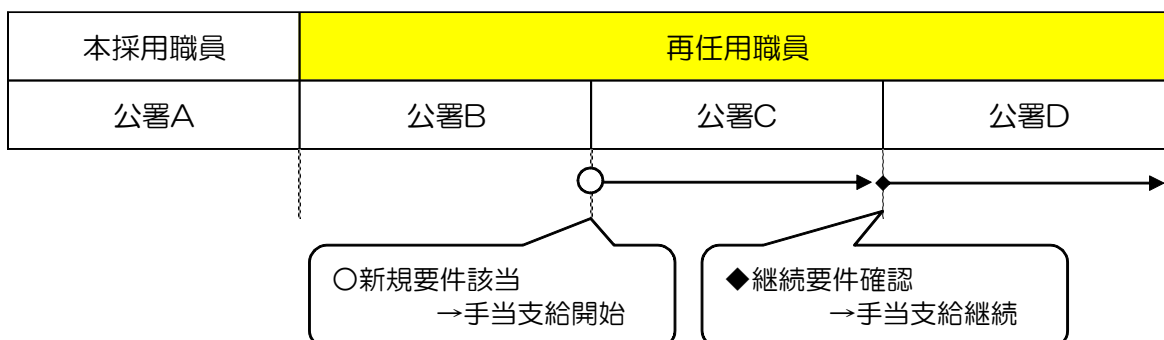 本採用職員 再任用職員
公署A 公署B 公署C 公署D
○新規要件該当
→手当支給開始
◆継続要件確認
→手当支給継続